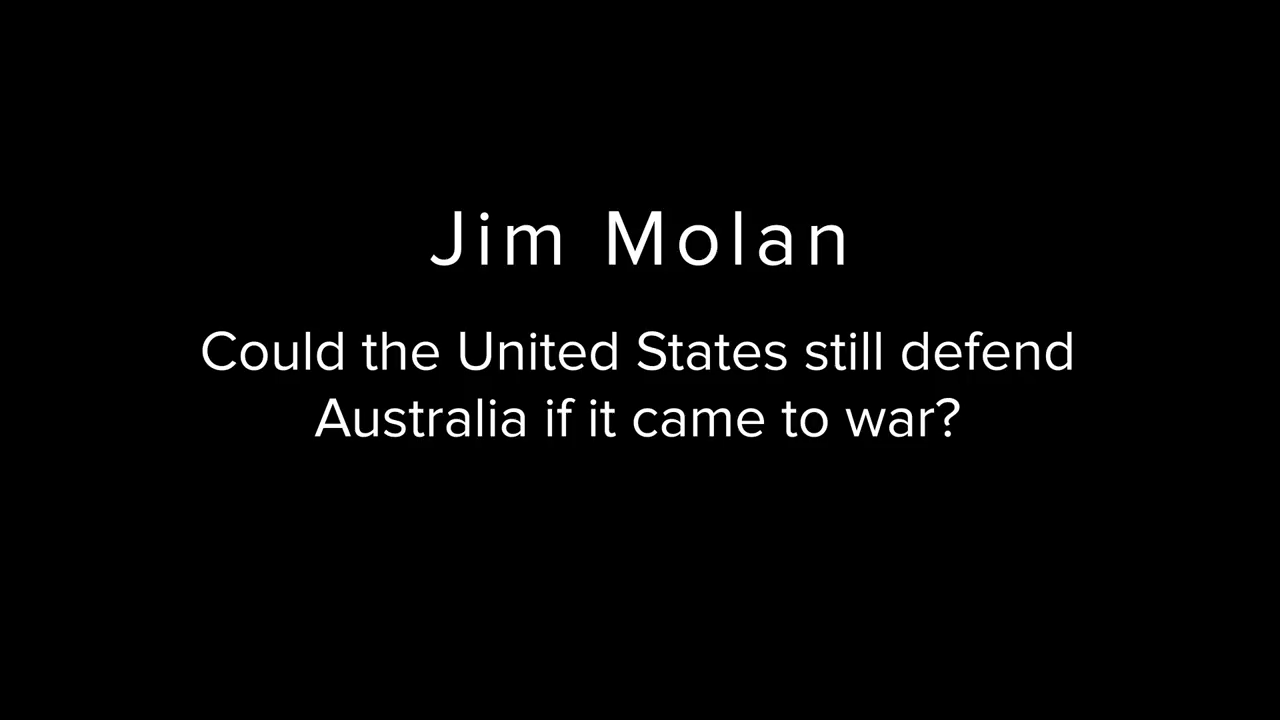 Jim Molan
Could the United States still defend
Australia if it came to war?